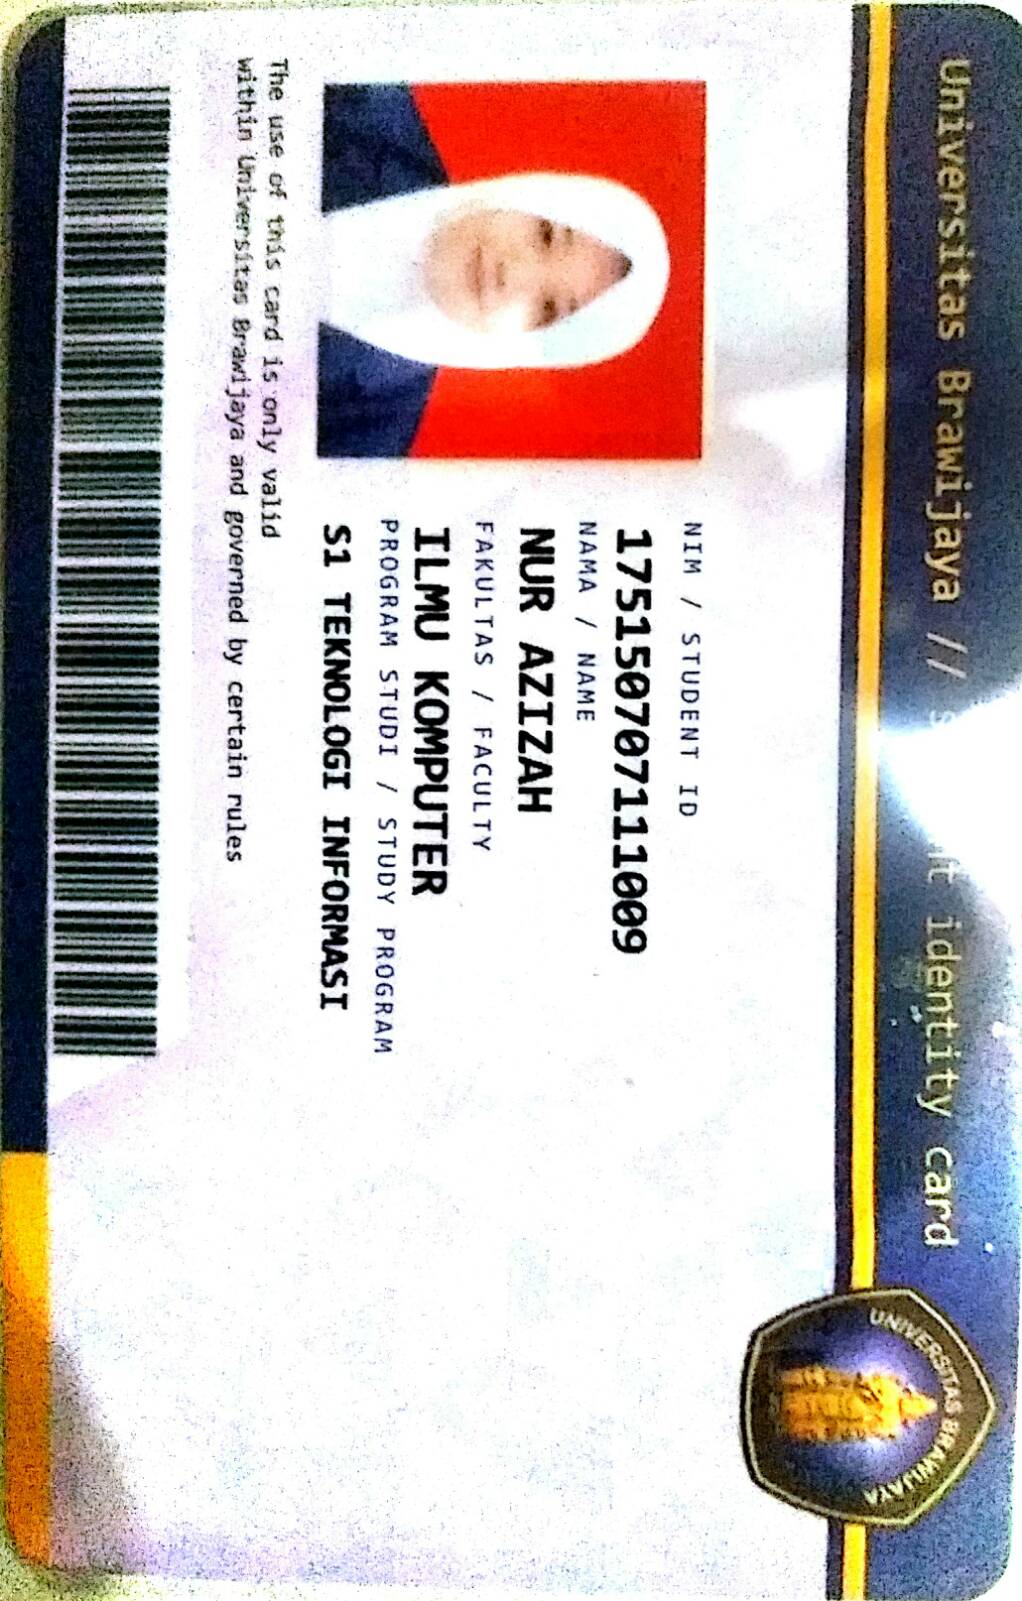 Universitas Brawijaya // identity card
NIM / STUDENT ID
175150707111009
NAMA / NAME
NUR AZIZAH
FAKULTAS / FACULTY
ILMU KOMPUTER
PROGRAM STUDI / STUDY PROGRAM
S1 TEKNOLOGI INFORMASI
The use of this card is only valid
within Universitas Brawijaya and governed by certain rules
UNIVERSITAS BRAWIJAYA